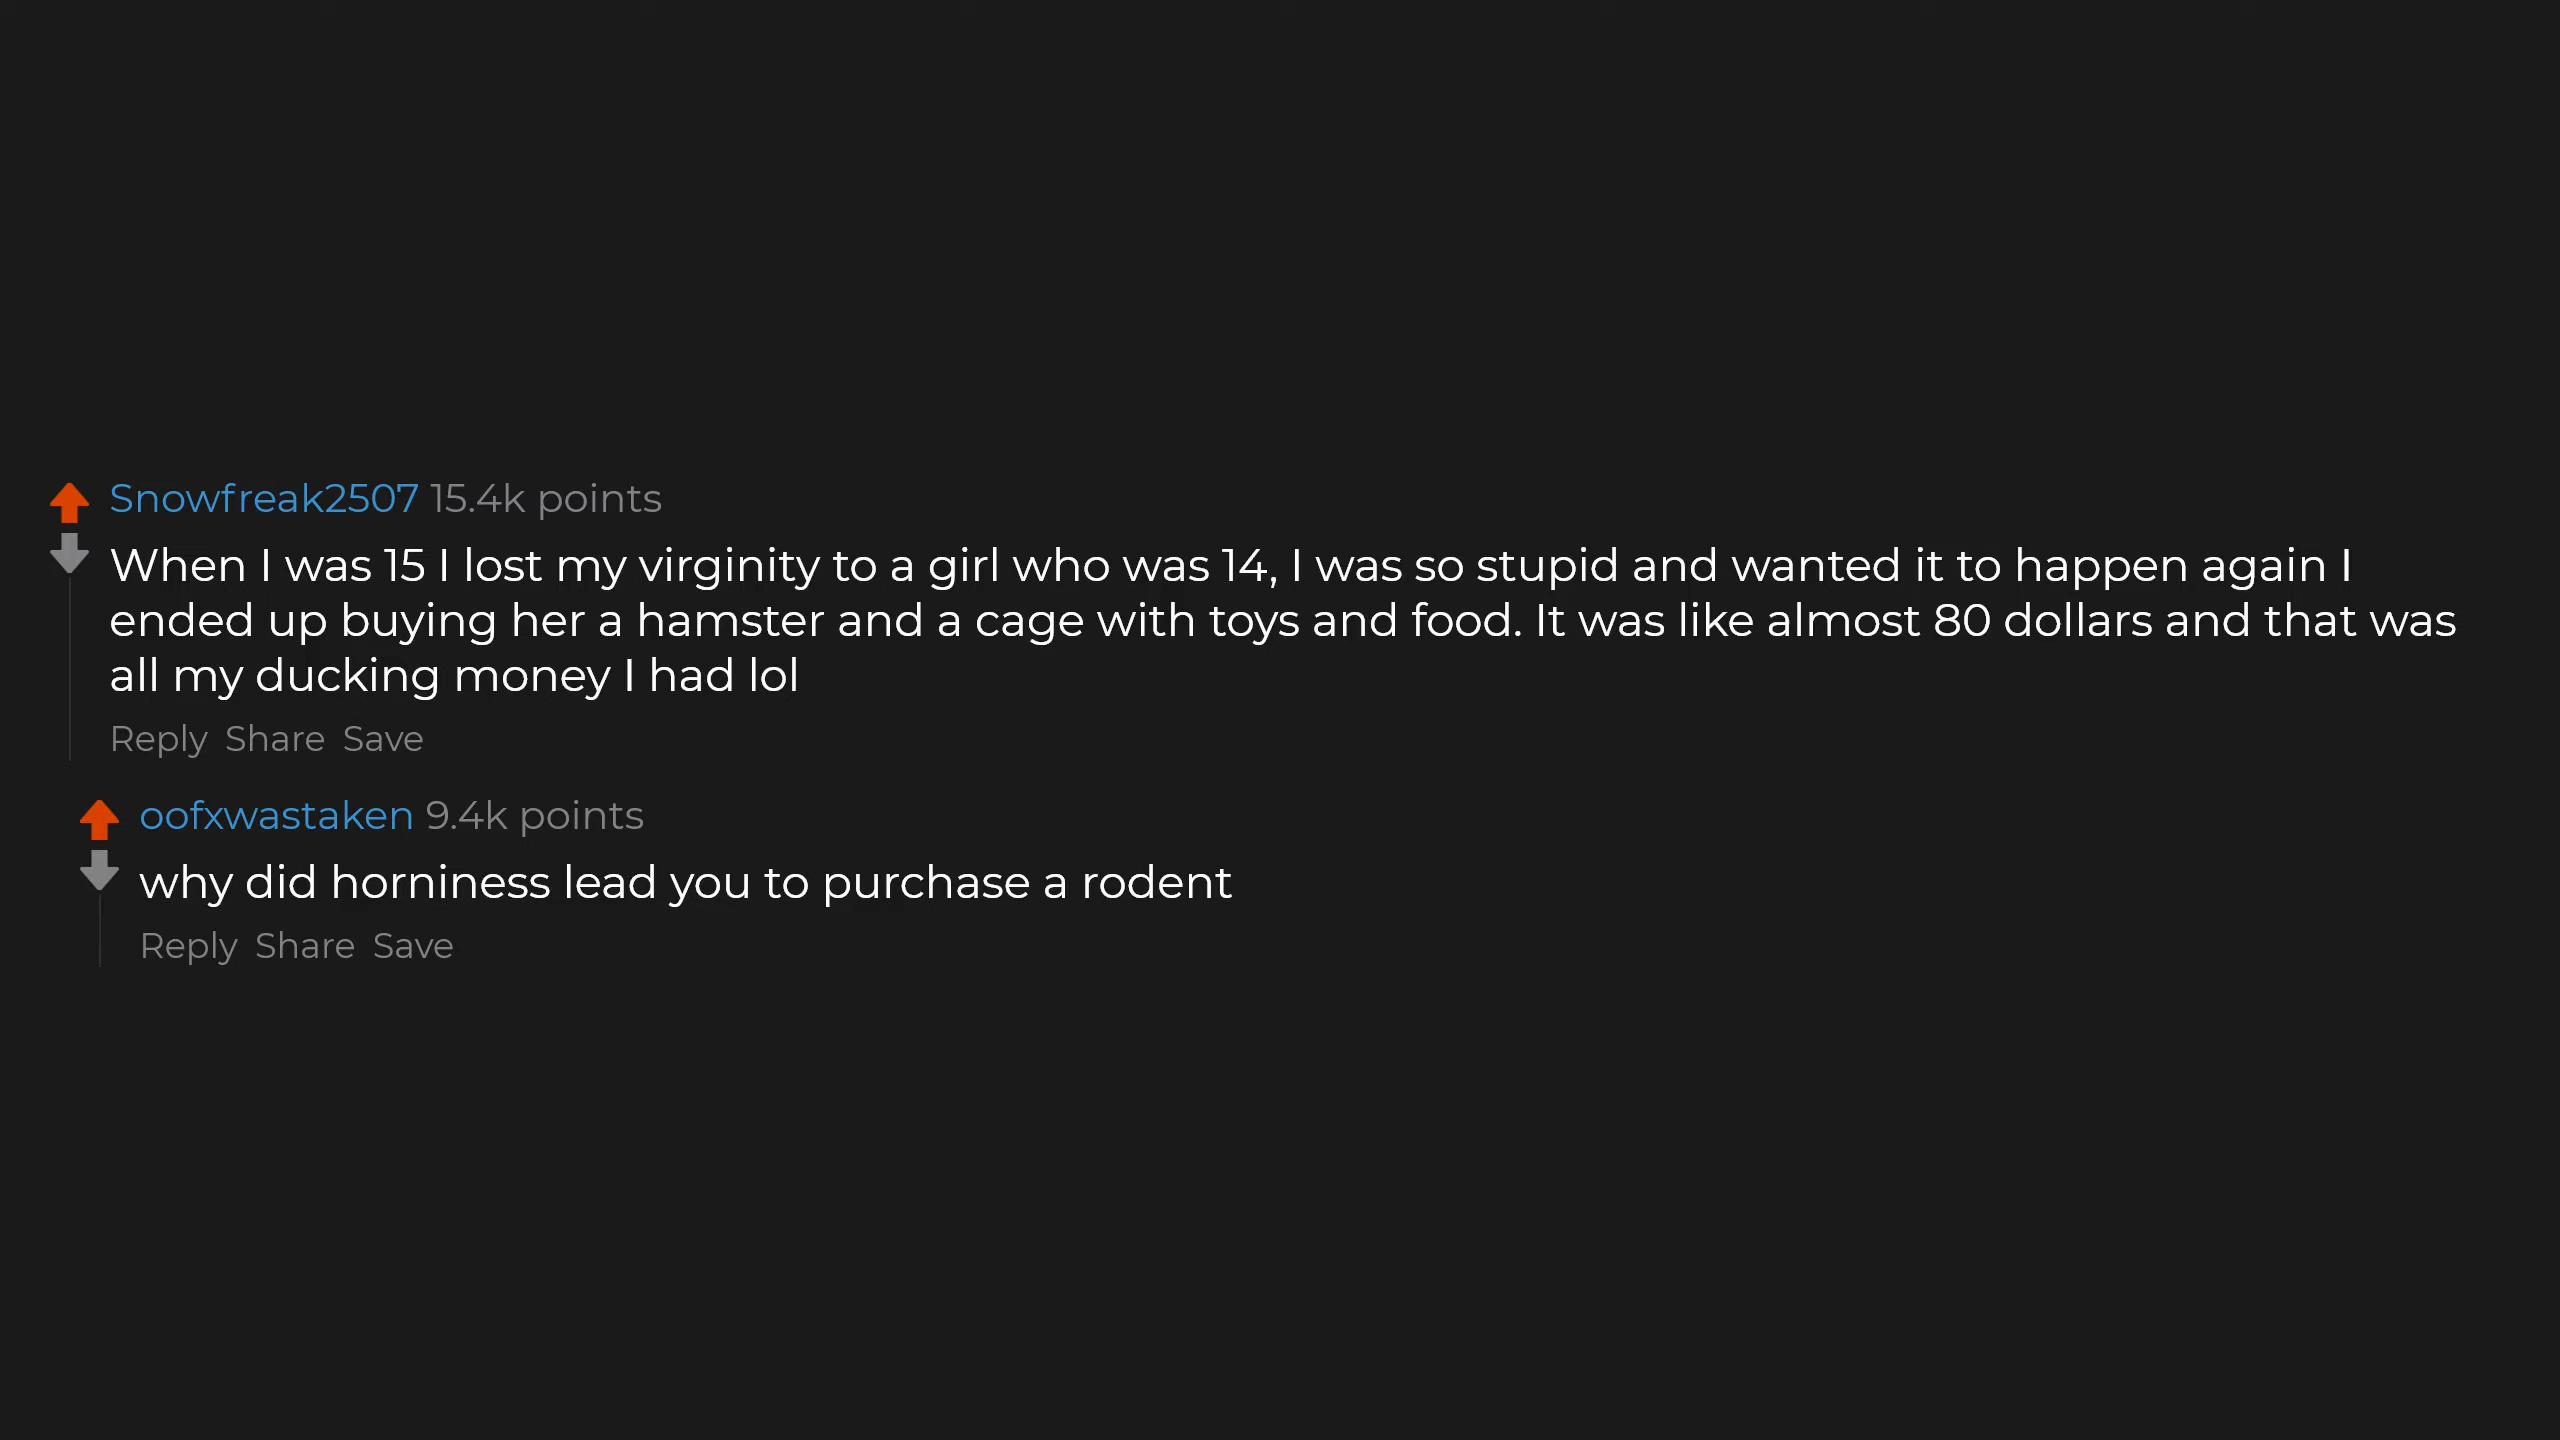 Snowfreak2507 15.4k points
When I was 15 I lost my virginity to a girl who was 14, I was so stupid and wanted it to happen again I
ended up buying her a hamster and a cage with toys and food. It was like almost 80 dollars and that was
all my ducking money I had lol
Reply Share Save
oofxwastaken 9.4k points
why did horniness lead you to purchase a rodent
Reply Share Save